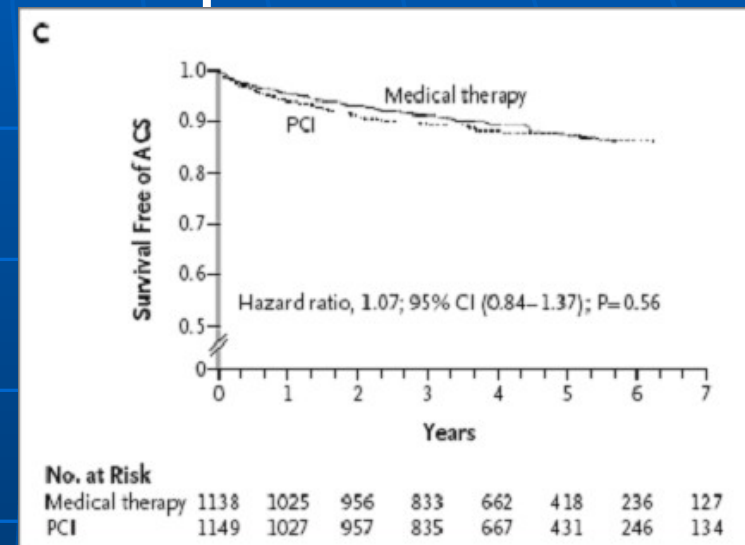 C
Survival Free of ACS
1.0
0.9
0.8
0.7
0.6
0.5
0
Medical therapy
PCI
Hazard ratio, 1.07; 95% CI (0.84–1.37); P=0.56
0 1 2 3 4 5 6 7
Years
No. at Risk
Medical therapy 1138 1025 956 833 662 418 236 127
PCI 1149 1027 957 835 667 431 246 134